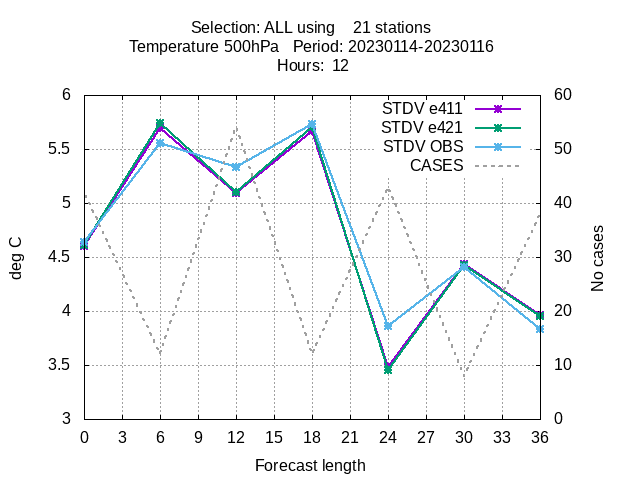 Selection: ALL using    21 stations
Temperature 500hPa   Period: 20230114-20230116
Hours:  12
6
5.5
5
4.5
4
3.5
3
deg C
STDV e411
STDV e421
STDV OBS
CASES
60
50
40
30
20
10
0
No cases
0 3 6 9 12 15 18 21 24 27 30 33 36
Forecast length